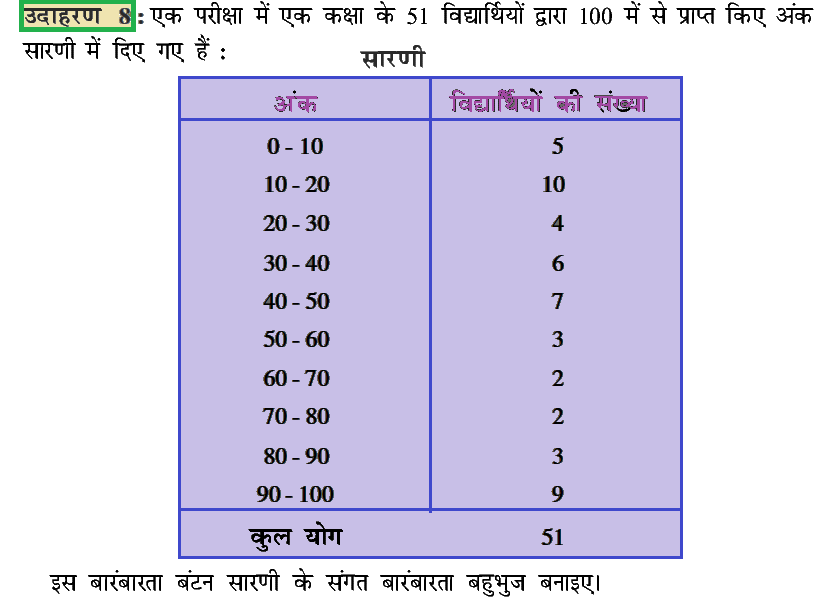 उदाहरण 8 : एक परीक्षा में एक कक्षा के 51 विद्यार्थियों द्वारा 100 में से प्राप्त किए अंक
सारणी में दिए गए हैं :
सारणी
अंक विद्यार्थियों की संख्या
0 - 10 5
10 - 20 10
20 - 30 4
30 - 40 6
40 - 50 7
50 - 60 3
60 - 70 2
70 - 80 2
80 - 90 3
90 - 100 9
कुल योग 51
इस बारंबारता बंटन सारणी के संगत बारंबारता बहुभुज बनाइए।